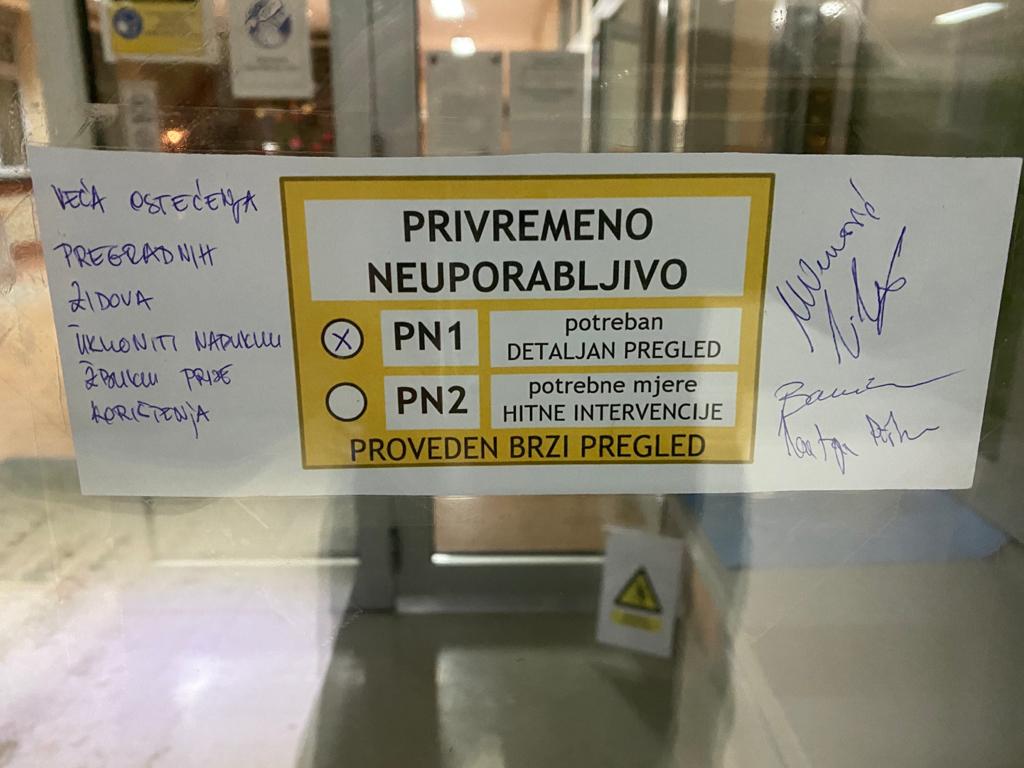 VEĆA OŠTEĆENJA
PREGRADNIH
ZIDOVA
UKLONITI NAPUKLU
ŽBUKU PRIJE
KORIŠTENJA
PRIVREMENO
NEUPORABLJIVO
PN1
potreban
DETALJAN PREGLED
PN2
potrebne mjere
HITNE INTERVENCIJE
PROVEDEN BRZI PREGLED